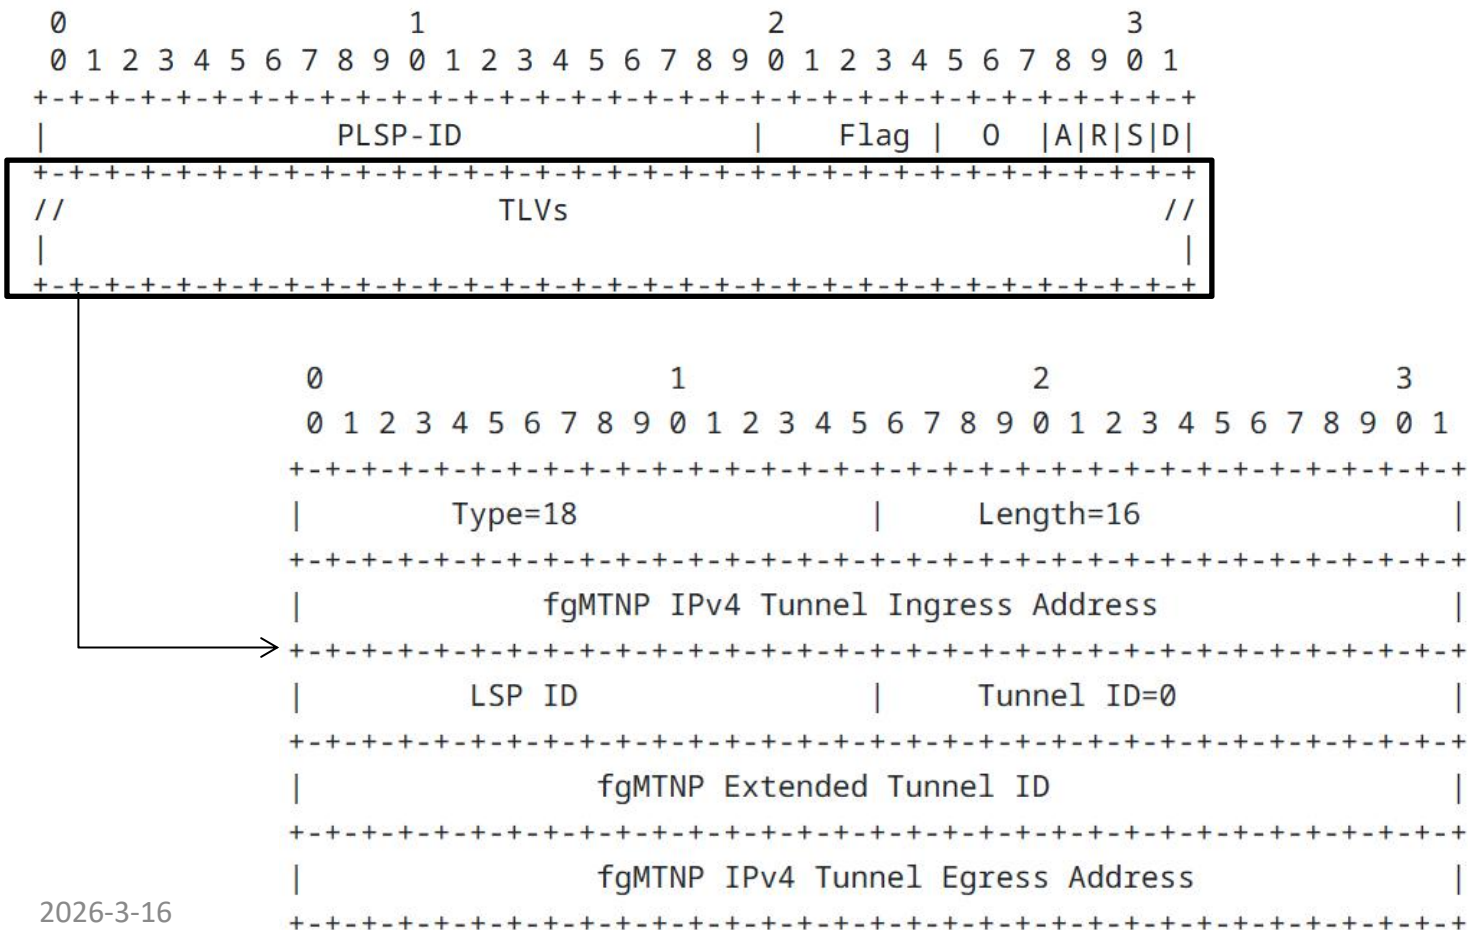 0                   1                   2                   3
0 1 2 3 4 5 6 7 8 9 0 1 2 3 4 5 6 7 8 9 0 1 2 3 4 5 6 7 8 9 0 1
+-+-+-+-+-+-+-+-+-+-+-+-+-+-+-+-+-+-+-+-+-+-+-+-+-+-+-+-+-+-+-+-+
|                PLSP-ID                |    Flag |  O  |A|R|S|D|
+-+-+-+-+-+-+-+-+-+-+-+-+-+-+-+-+-+-+-+-+-+-+-+-+-+-+-+-+-+-+-+-+
//                        TLVs                                 //
|                                                               |
+-+-+-+-+-+-+-+-+-+-+-+-+-+-+-+-+-+-+-+-+-+-+-+-+-+-+-+-+-+-+-+-+
0                   1                   2                   3
0 1 2 3 4 5 6 7 8 9 0 1 2 3 4 5 6 7 8 9 0 1 2 3 4 5 6 7 8 9 0 1
+-+-+-+-+-+-+-+-+-+-+-+-+-+-+-+-+-+-+-+-+-+-+-+-+-+-+-+-+-+-+-+-+
|        Type=18                |     Length=16                 |
+-+-+-+-+-+-+-+-+-+-+-+-+-+-+-+-+-+-+-+-+-+-+-+-+-+-+-+-+-+-+-+-+
|             fgMTNP IPv4 Tunnel Ingress Address                |
+-+-+-+-+-+-+-+-+-+-+-+-+-+-+-+-+-+-+-+-+-+-+-+-+-+-+-+-+-+-+-+-+
|         LSP ID                |     Tunnel ID=0               |
+-+-+-+-+-+-+-+-+-+-+-+-+-+-+-+-+-+-+-+-+-+-+-+-+-+-+-+-+-+-+-+-+
|                fgMTNP Extended Tunnel ID                      |
+-+-+-+-+-+-+-+-+-+-+-+-+-+-+-+-+-+-+-+-+-+-+-+-+-+-+-+-+-+-+-+-+
|                fgMTNP IPv4 Tunnel Egress Address              |
+-+-+-+-+-+-+-+-+-+-+-+-+-+-+-+-+-+-+-+-+-+-+-+-+-+-+-+-+-+-+-+-+
2026-3-16